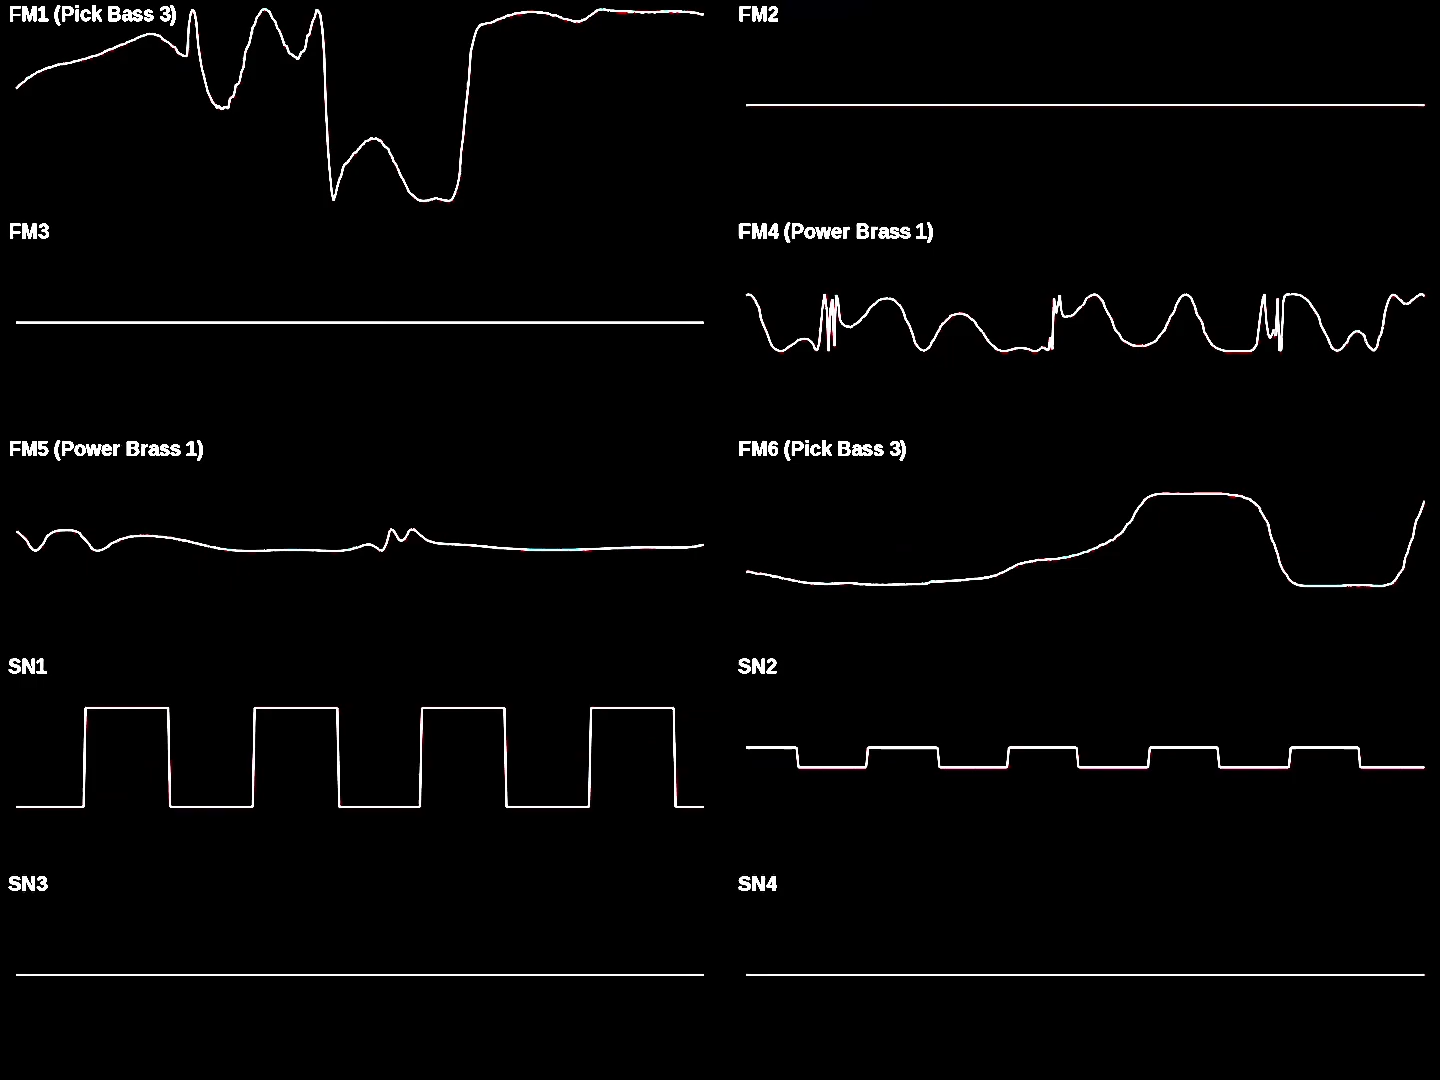 FM1 (Pick Bass 3)
FM2
FM3
FM4 (Power Brass 1)
FM5 (Power Brass 1)
FM6 (Pick Bass 3)
SN1
SN2
SN3
SN4